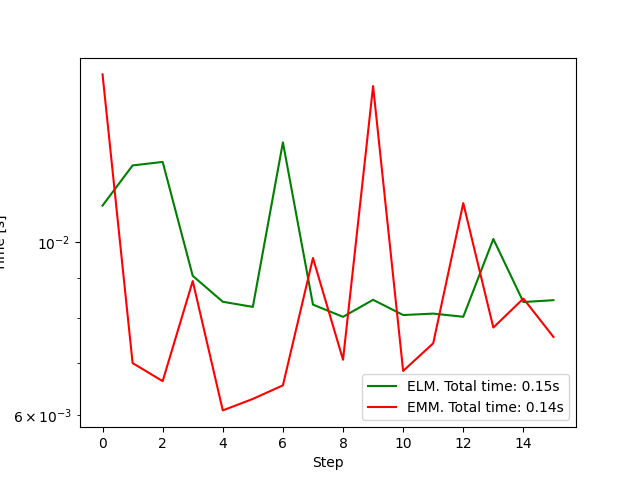 10⁻²
6 × 10⁻³
0 2 4 6 8 10 12 14
Step
ELM. Total time: 0.15s
EMM. Total time: 0.14s